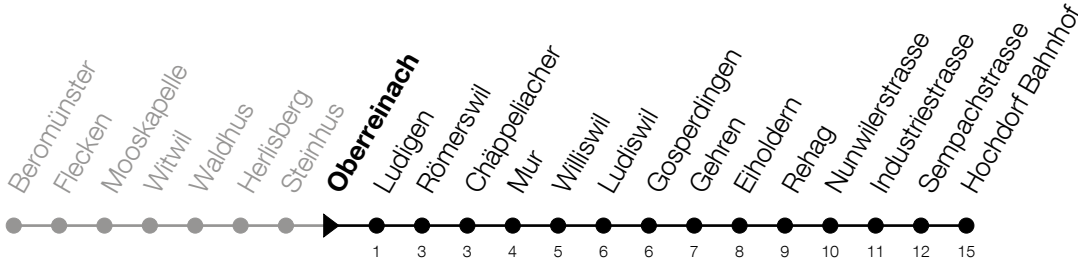 Beromünster
Flecken
Mooskapelle
Wittwil
Waldhus
Herlisberg
Steinhus
Oberreinach
Ludigen
Römerswil
Chäppeliacher
Mur
Williswil
Ludiswil
Gosperdingen
Gehren
Eiholdern
Rehag
Nunwilerstrasse
Industriestrasse
Sempachstrasse
Hochdorf Bahnhof
1 3 3 4 5 6 6 7 8 9 10 11 12 15